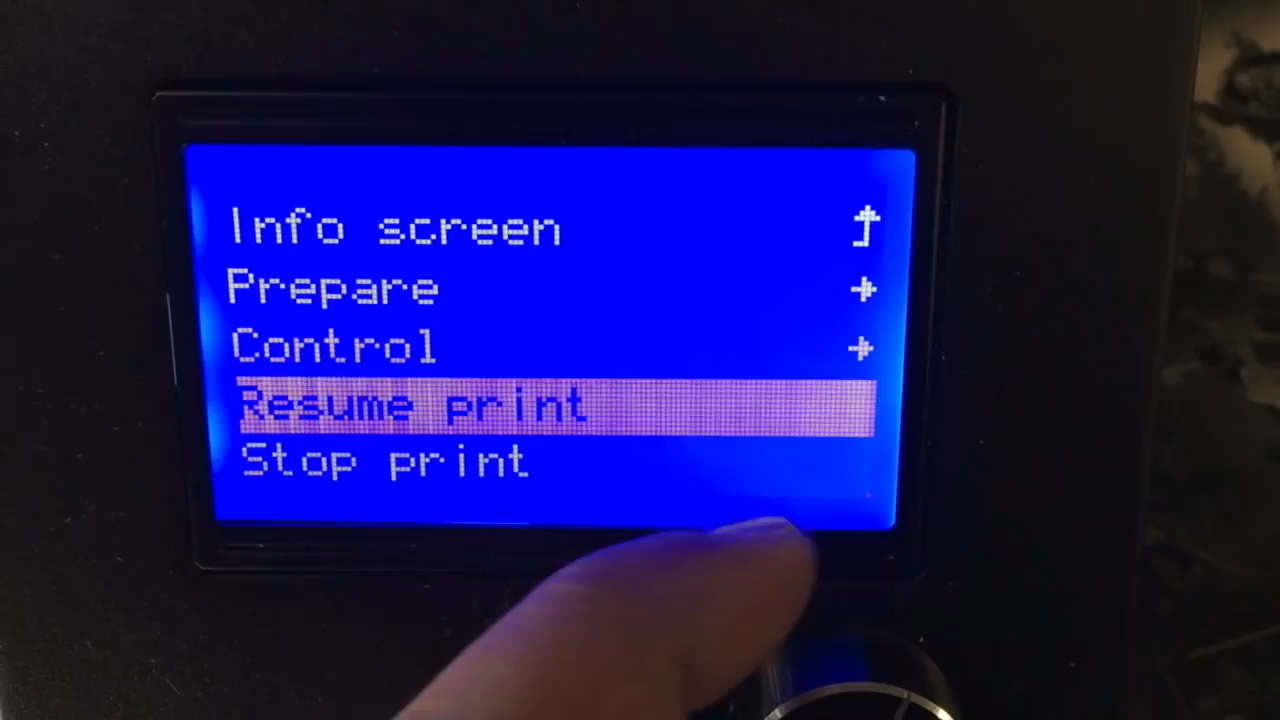 Info screen
Prepare
Control
Resume print
Stop print